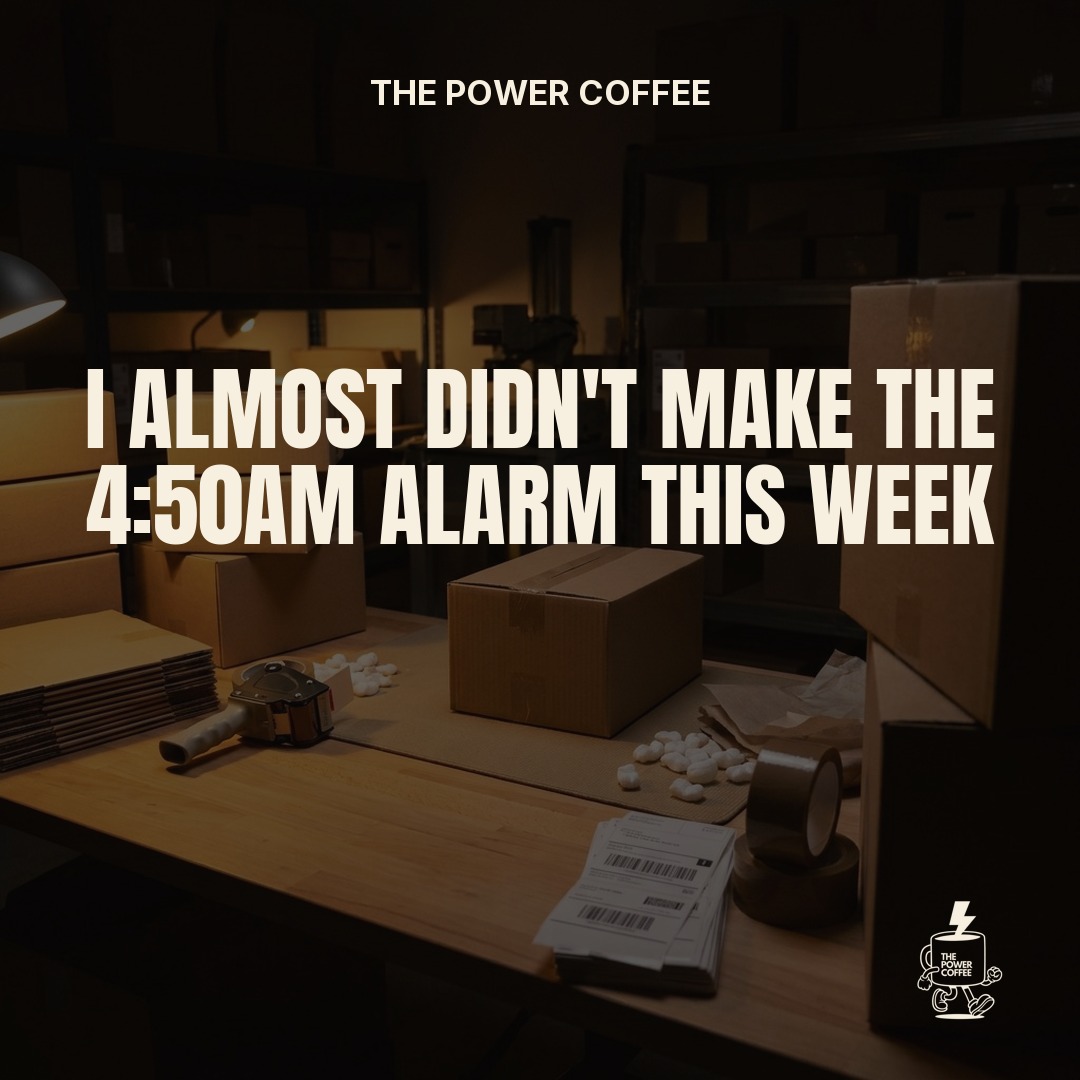 THE POWER COFFEE
I ALMOST DIDN'T MAKE THE
4:50AM ALARM THIS WEEK
THE
POWER
COFFEE